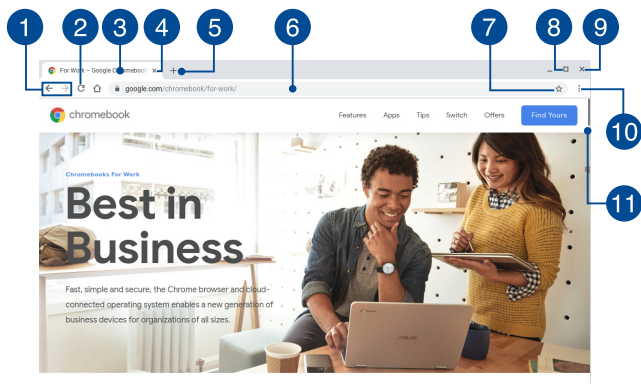 1 2 3 4 5 6 7 8 9
For Work – Google Chromebook
google.com/chromebook/for-work/
10
chromebook
Features Apps Tips Switch Offers Find Yours
11
Chromebooks For Work
Best in
Business
Fast, simple and secure, the Chrome browser and cloud-
connected operating system enables a new generation of
business devices for organizations of all sizes.
ASUS